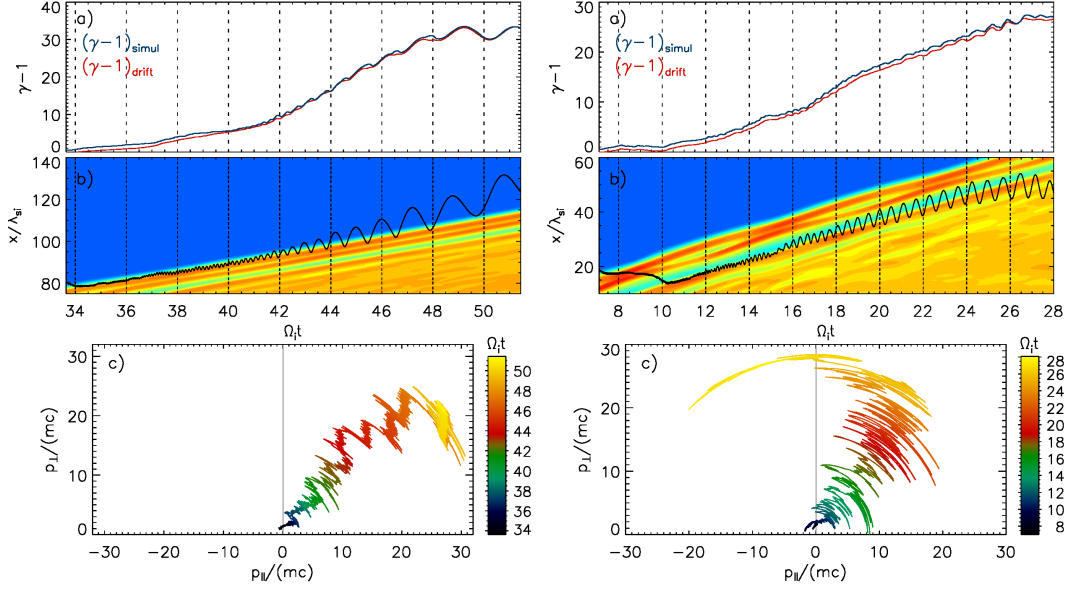 a)
(γ−1)simul
(γ−1)drift
γ−1
40
30
20
10
0
b)
x/λsi
140
120
100
80
34 36 38 40 42 44 46 48 50
Ωit
c)
p⊥/(mc)
30
20
10
0
−30 −20 −10 0 10 20 30
p||/(mc)
Ωit
50
48
46
44
42
40
38
36
34
a)
(γ−1)simul
(γ−1)drift
γ−1
30
20
10
0
b)
x/λsi
60
40
20
8 10 12 14 16 18 20 22 24 26 28
Ωit
c)
p⊥/(mc)
30
20
10
0
−30 −20 −10 0 10 20 30
p||/(mc)
Ωit
28
26
24
22
20
18
16
14
12
10
8